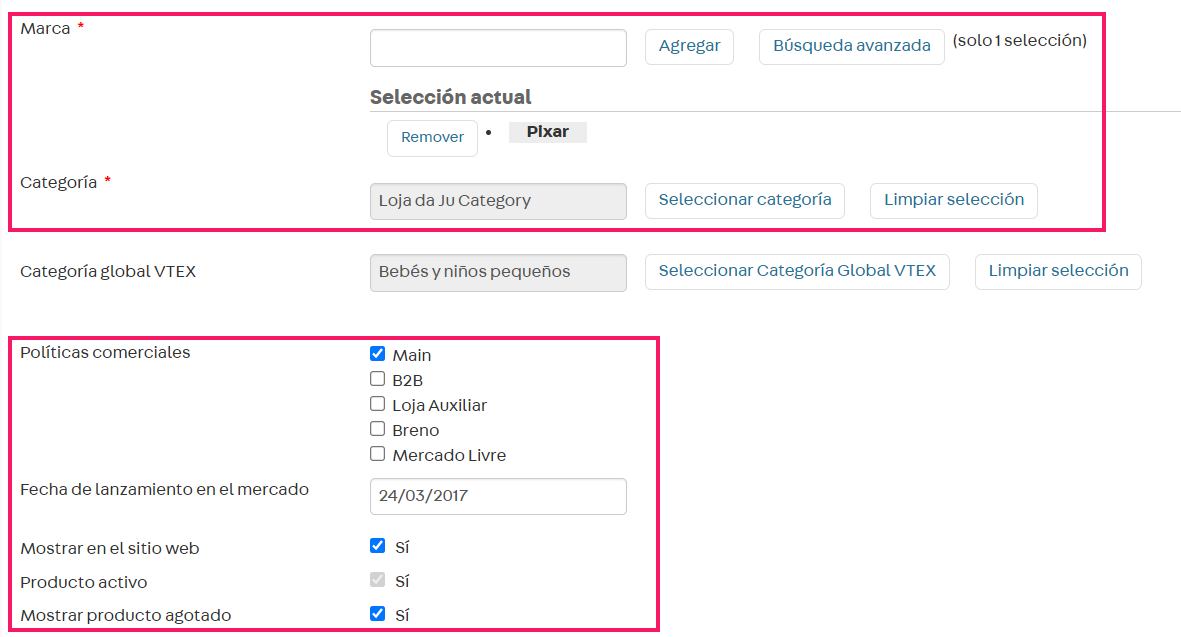 Marca *
Agregar Búsqueda avanzada (solo 1 selección)
Selección actual
Remover • PIxar
Categoría *
Loja da Ju Category Seleccionar categoría Limpiar selección
Categoría global VTEX Bebés y niños pequeños Seleccionar Categoría Global VTEX Limpiar selección
Políticas comerciales
Main
B2B
Loja Auxiliar
Breno
Mercado Livre
Fecha de lanzamiento en el mercado 24/03/2017
Mostrar en el sitio web Sí
Producto activo Sí
Mostrar producto agotado Sí